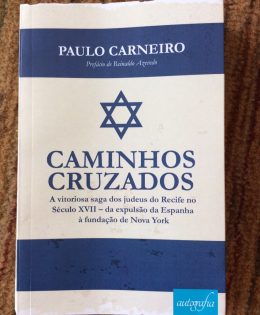 PAULO CARNEIRO
Prefácio de Reinaldo Azevedo
CAMINHOS
CRUZADOS
A vitoriosa saga dos judeus do Recife no
Século XVII – da expulsão da Espanha
à fundação de Nova York
autografia